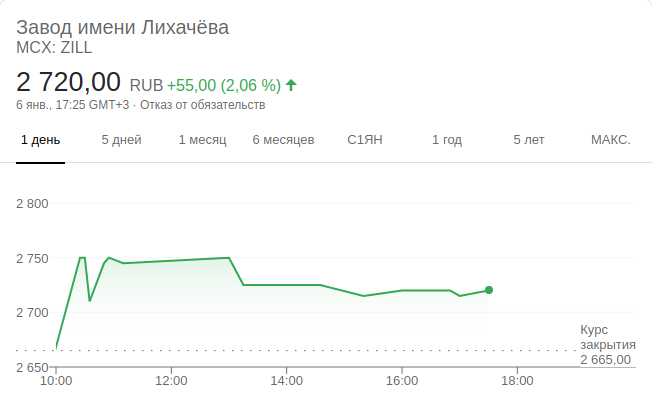 Завод имени Лихачёва
MCX: ZILL
2 720,00 RUB +55,00 (2,06 %)
6 янв., 17:25 GMT+3 · Отказ от обязательств
1 день 5 дней 1 месяц 6 месяцев С1ЯН 1 год 5 лет МАКС.
2 800
2 750
2 700
2 650
Курс
закрытия
2 665,00
10:00 12:00 14:00 16:00 18:00